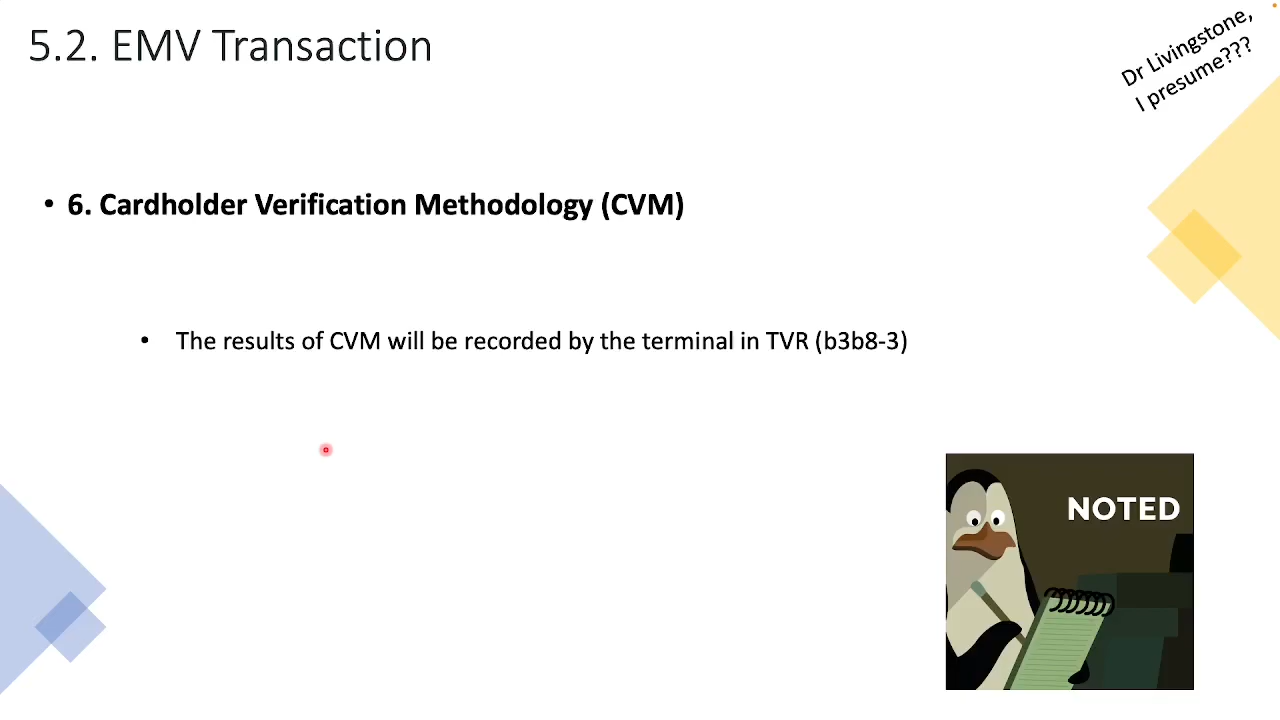 5.2. EMV Transaction
Dr Livingstone,
I presume???
• 6. Cardholder Verification Methodology (CVM)
• The results of CVM will be recorded by the terminal in TVR (b3b8-3)
NOTED